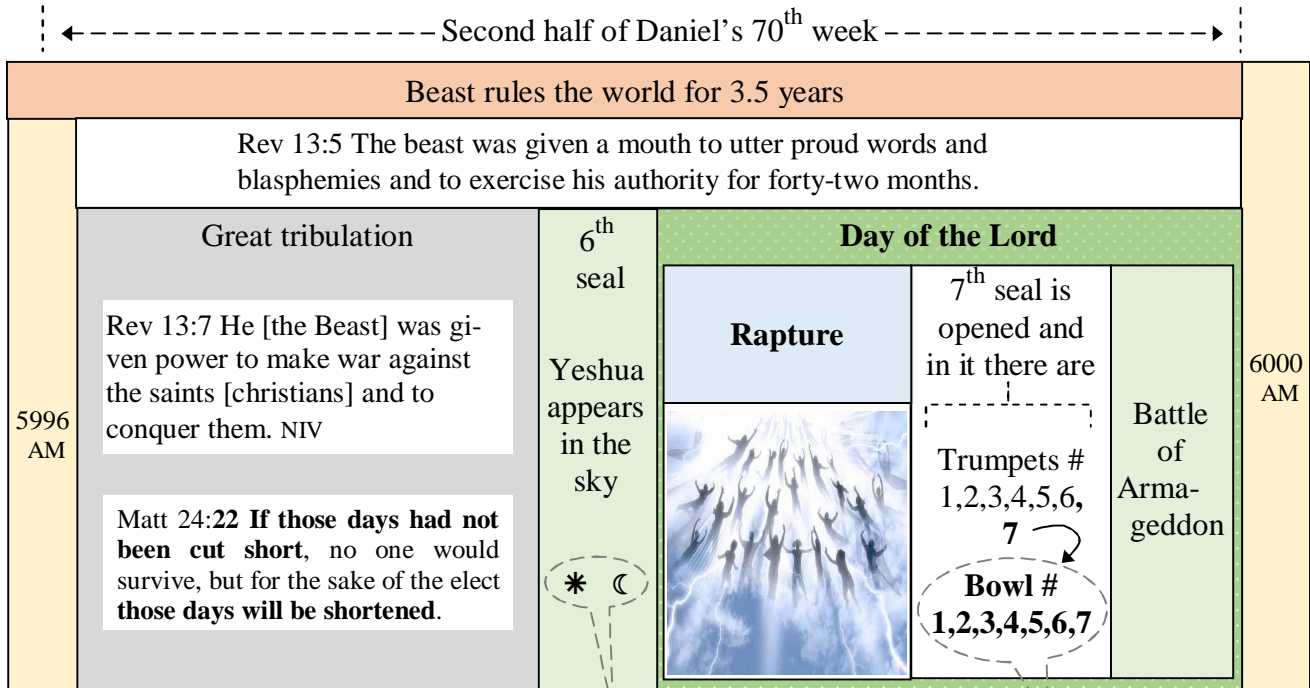 Second half of Daniel’s 70th week
Beast rules the world for 3.5 years
Rev 13:5 The beast was given a mouth to utter proud words and
blasphemies and to exercise his authority for forty-two months.
5996
AM
Great tribulation
Rev 13:7 He [the Beast] was gi-
ven power to make war against
the saints [christians] and to
conquer them. NIV
Matt 24:22 If those days had not
been cut short, no one would
survive, but for the sake of the elect
those days will be shortened.
6th
seal
Yeshua
appears
in the
sky
Day of the Lord
Rapture
7th seal is
opened and
in it there are
Trumpets #
1,2,3,4,5,6,
7
Bowl #
1,2,3,4,5,6,7
Battle
of
Arma-
geddon
6000
AM